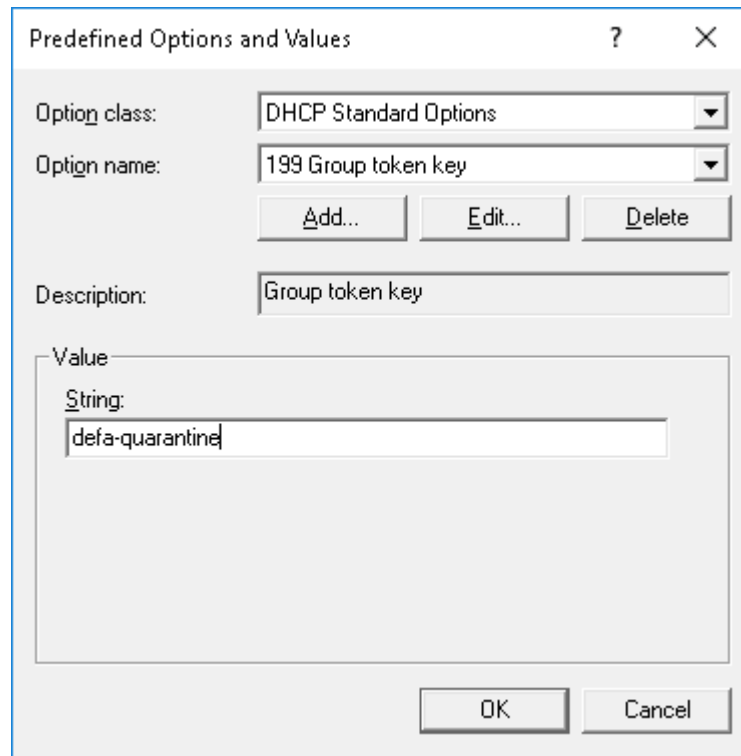 Predefined Options and Values
Option class:
DHCP Standard Options
Option name:
199 Group token key
Add...
Edit...
Delete
Description:
Group token key
Value
String:
defa-quarantine
OK
Cancel